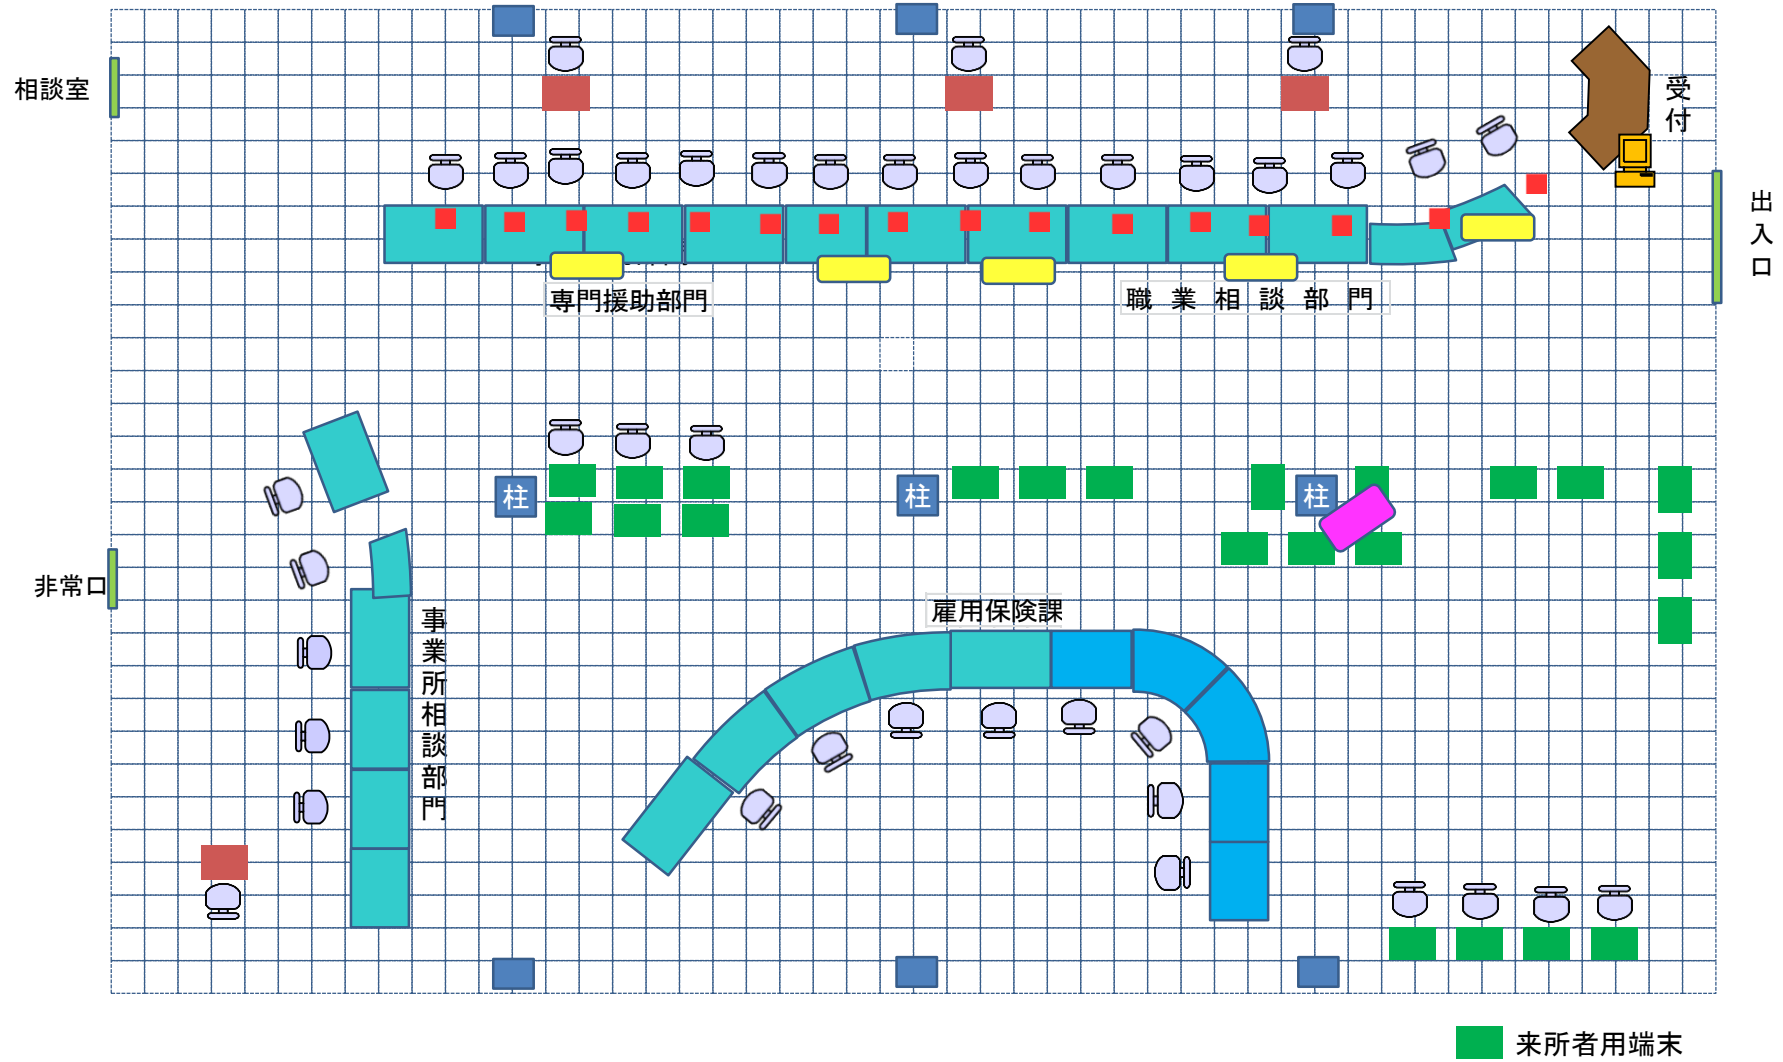 相談室
受付
出入口
専門援助部門
職業相談部門
柱
柱
柱
非常口
事業所相談部門
雇用保険課
来所者用端末